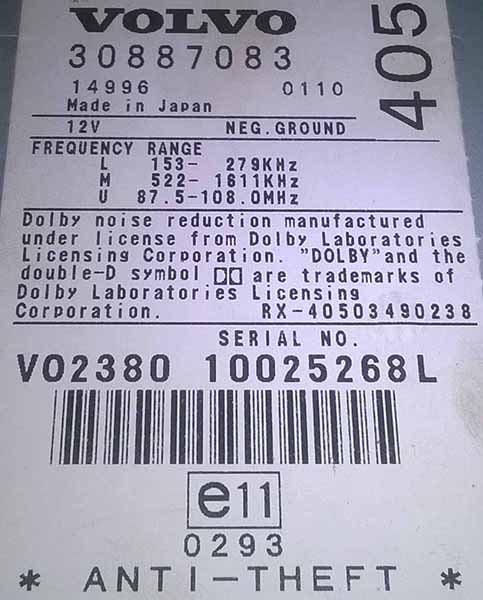 VOLVO
30887083
405
14996 0110
Made in Japan
12V NEG.GROUND
FREQUENCY RANGE
L 153- 279KHz
M 522- 1611KHz
U 87.5-108.0MHz
Dolby noise reduction manufactured
under license from Dolby Laboratories
Licensing Corporation. "DOLBY"and the
double-D symbol are trademarks of
Dolby Laboratories Licensing
Corporation. RX-40503490238
SERIAL NO.
VO2380 10025268L
e11
0293
* ANTI-THEFT *